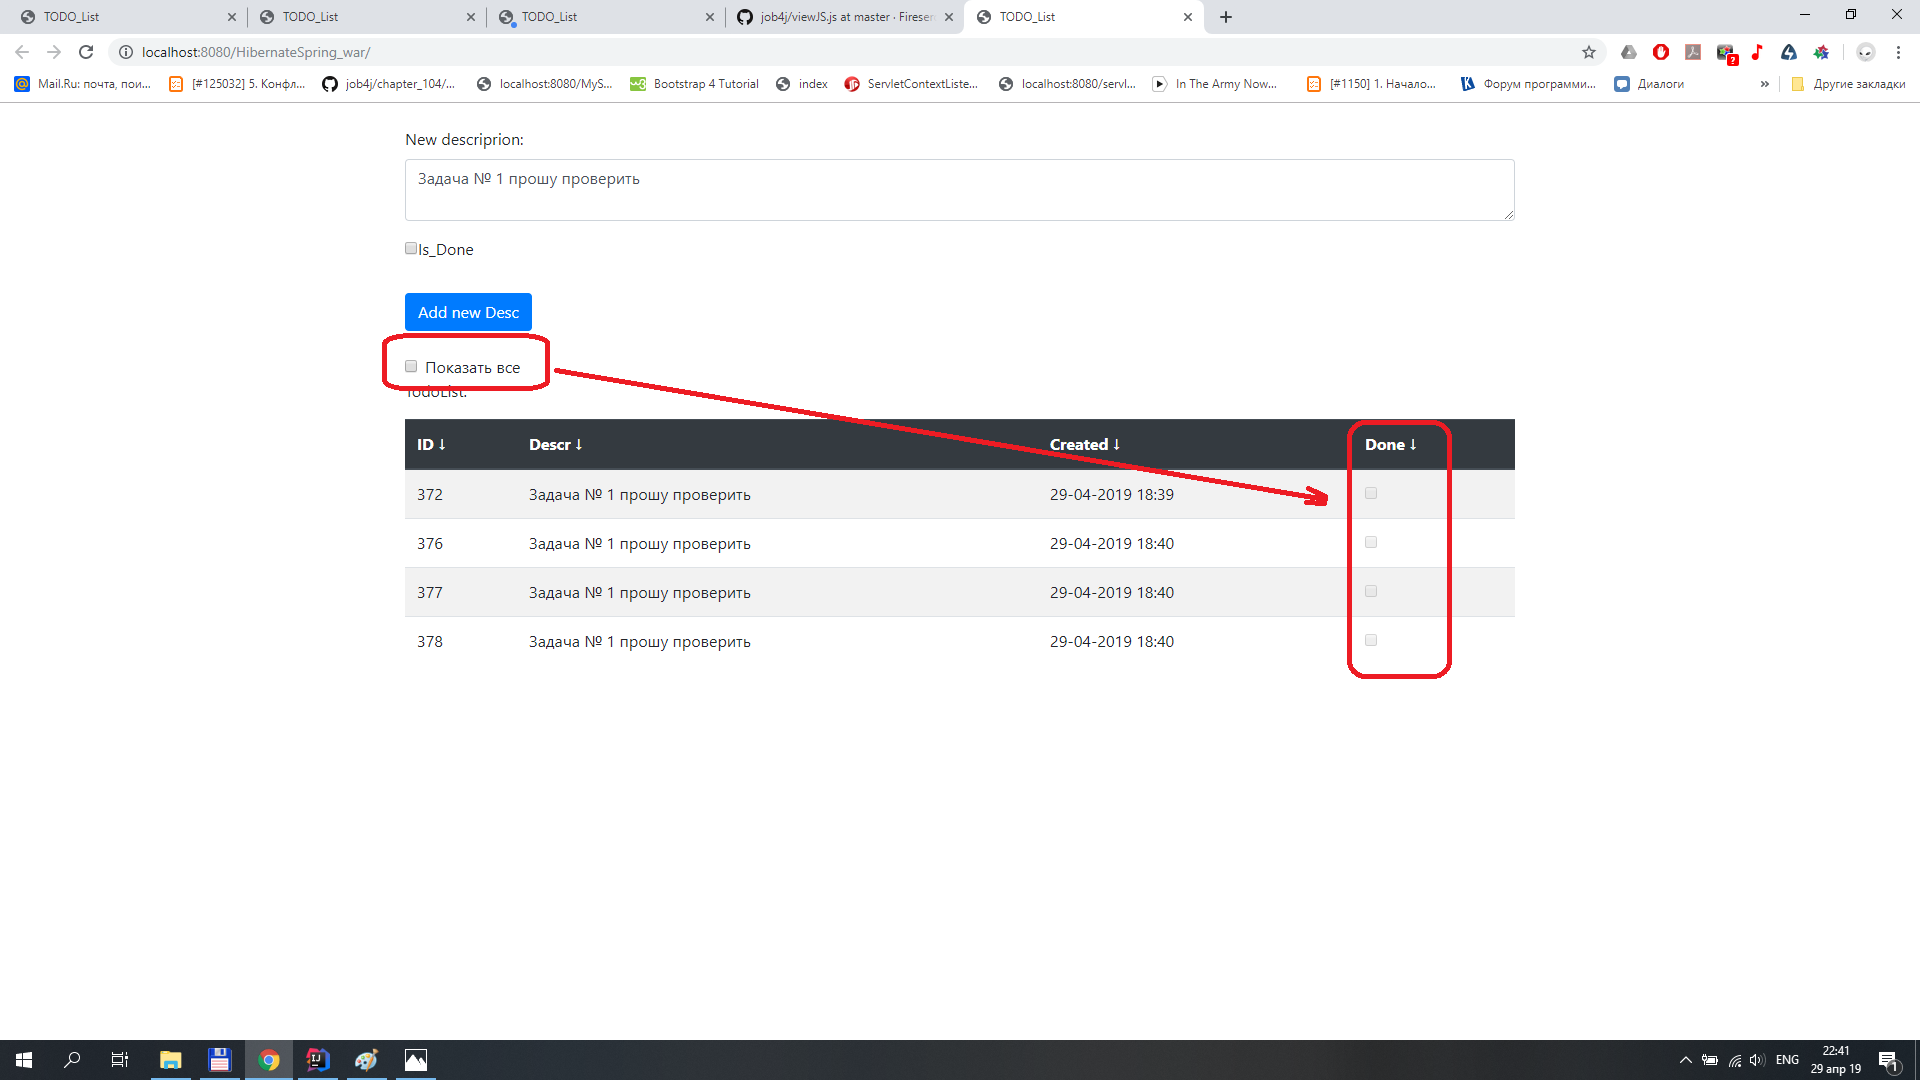 TODO_List
TODO_List
TODO_List
job4j/viewJS.js at master · Fireser
TODO_List
localhost:8080/HibernateSpring_war/
Mail.Ru: почта, пои...
[#125032] 5. Конфл...
job4j/chapter_104/...
localhost:8080/MyS...
Bootstrap 4 Tutorial
index
ServletContextListe...
localhost:8080/servl...
In The Army Now...
[#1150] 1. Начало...
Форум программи...
Диалоги
»
Другие закладки
New descriprion:
Задача № 1 прошу проверить
Is_Done
Add new Desc
Показать все
TodoList:
ID ↓ Descr ↓ Created ↓ Done ↓
372 Задача № 1 прошу проверить 29-04-2019 18:39
376 Задача № 1 прошу проверить 29-04-2019 18:40
377 Задача № 1 прошу проверить 29-04-2019 18:40
378 Задача № 1 прошу проверить 29-04-2019 18:40
ENG
22:41
29 апр 19
1